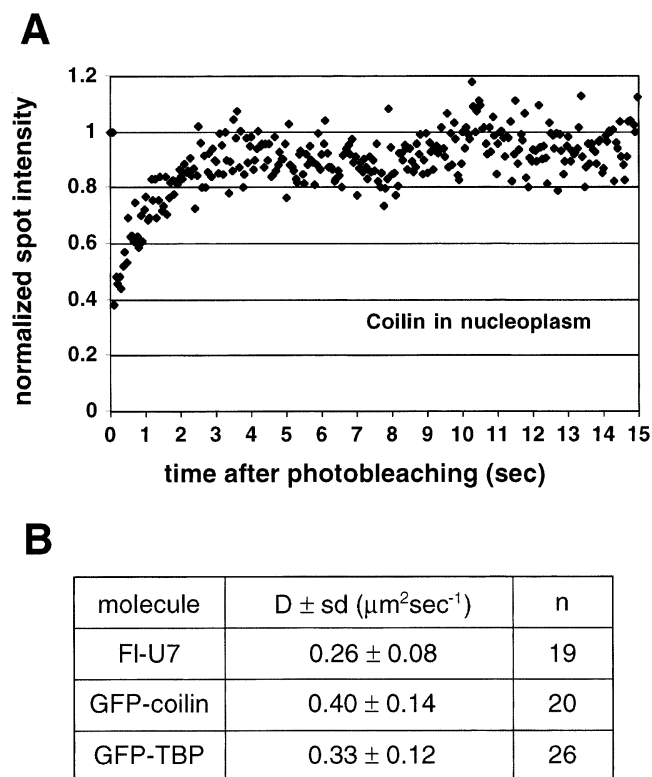 A
normalized spot intensity
1.2
1
0.8
0.6
0.4
0.2
0
Coilin in nucleoplasm
0 1 2 3 4 5 6 7 8 9 10 11 12 13 14 15
time after photobleaching (sec)
B
molecule D ± sd (μm²sec⁻¹) n
Fl-U7 0.26 ± 0.08 19
GFP-coilin 0.40 ± 0.14 20
GFP-TBP 0.33 ± 0.12 26